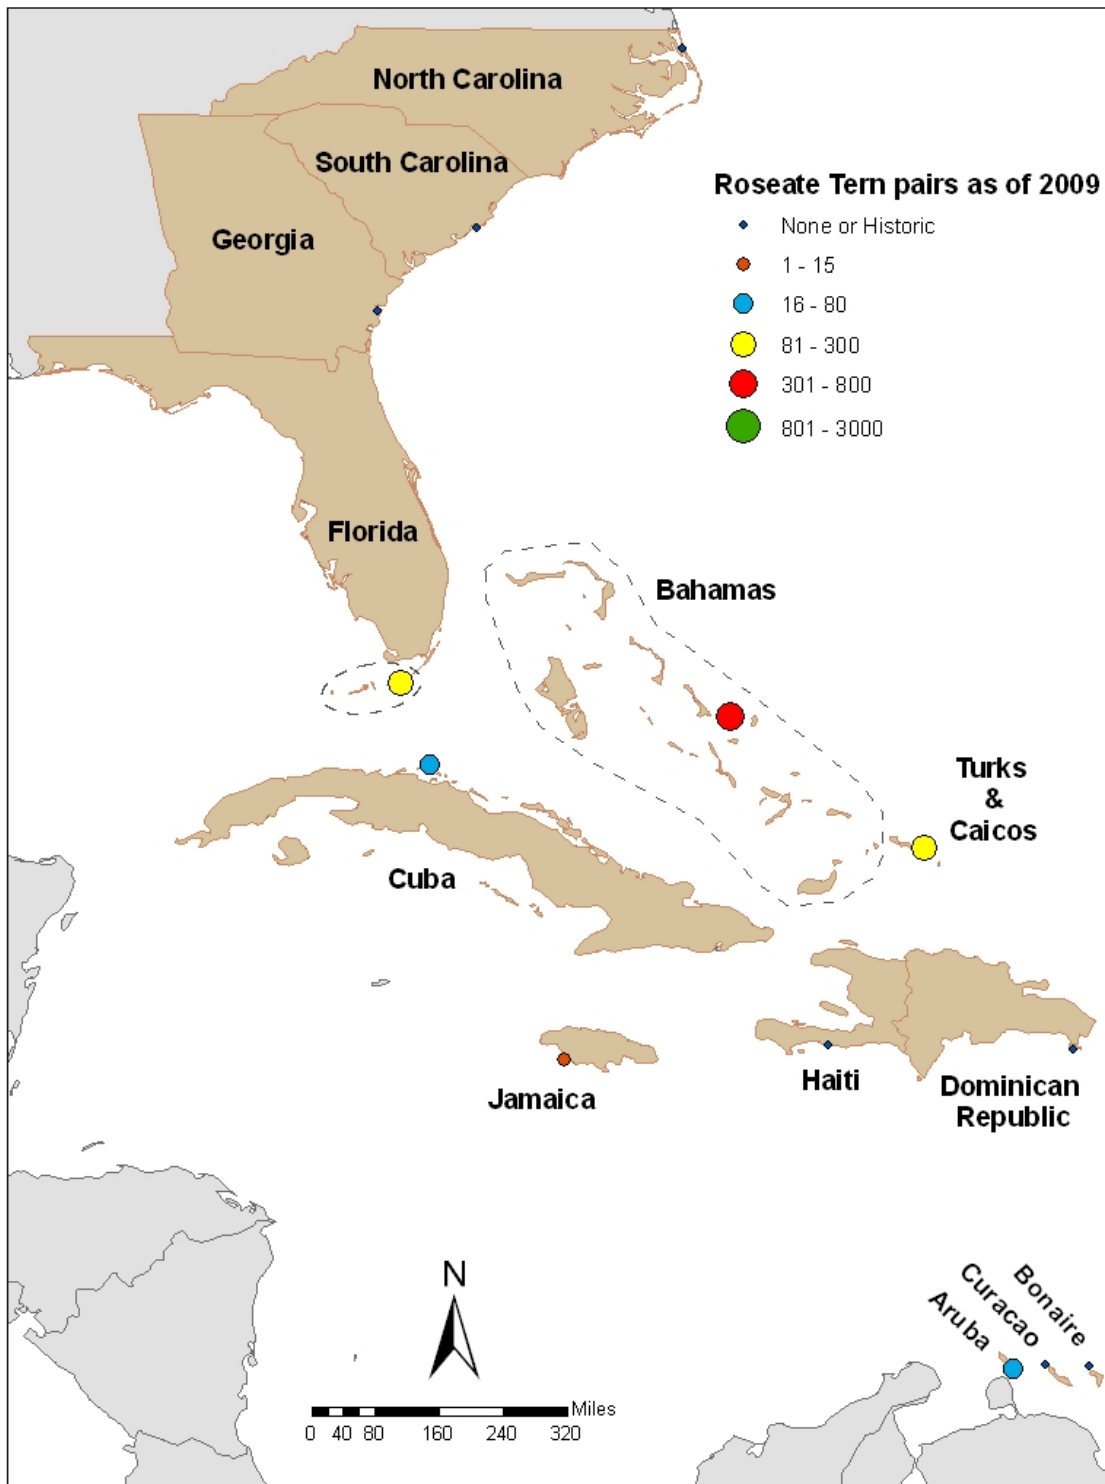 North Carolina
South Carolina
Georgia
Roseate Tern pairs as of 2009
None or Historic
1 - 15
16 - 80
81 - 300
301 - 800
801 - 3000
Florida
Bahamas
Turks
&
Caicos
Cuba
Jamaica
Haiti
Dominican
Republic
N
Miles
0 40 80 160 240 320
Aruba
Curacao
Bonaire